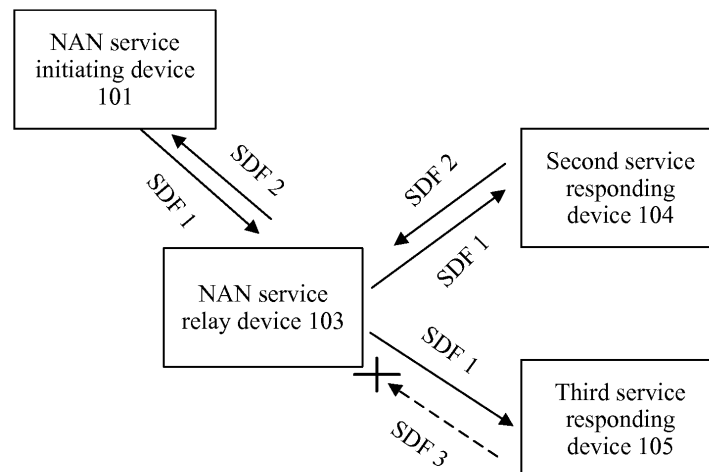 NAN service
initiating device
101
SDF 2
SDF 1
SDF 2
SDF 1
Second service
responding
device 104
NAN service
relay device 103
SDF 1
SDF 3
Third service
responding
device 105